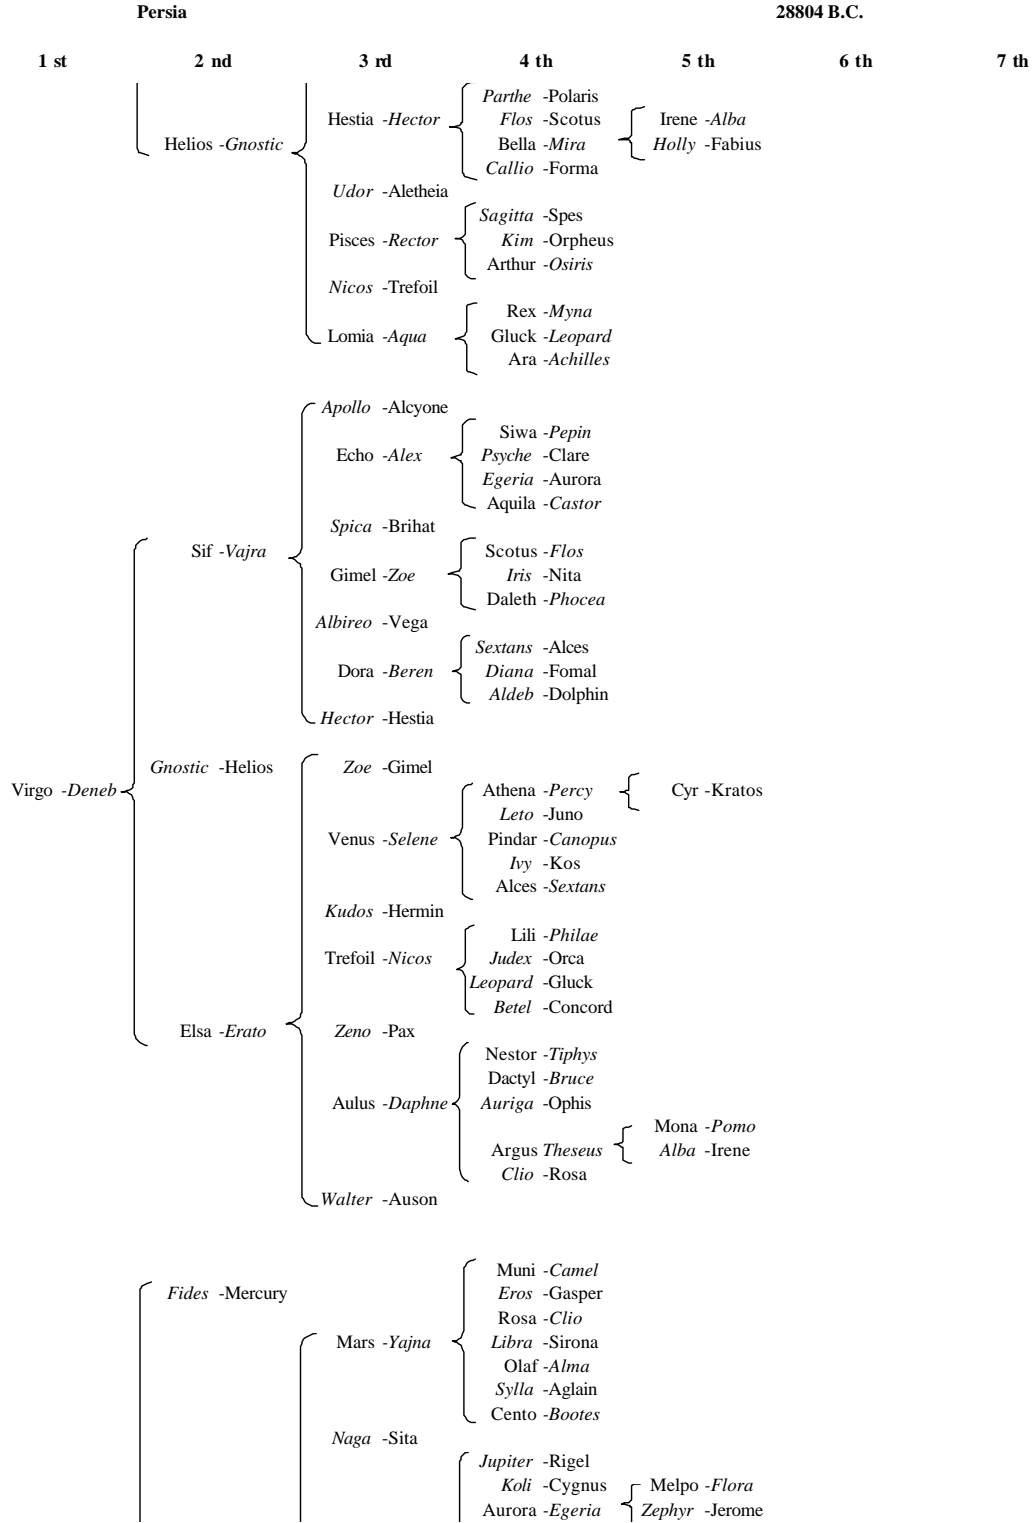 Persia 28804 B.C.
1 st 2 nd 3 rd 4 th 5 th 6 th 7 th
Parthe -Polaris
Hestia -Hector Flos -Scotus Irene -Alba
Helios -Gnostic Bella -Mira Holly -Fabius
Callio -Forma
Udor -Aletheia
Sagitta -Spes
Pisces -Rector Kim -Orpheus
Arthur -Osiris
Nicos -Trefoil
Rex -Myna
Lomia -Aqua Gluck -Leopard
Ara -Achilles
Apollo -Alcyone
Siwa -Pepin
Echo -Alex Psyche -Clare
Egeria -Aurora
Aquila -Castor
Spica -Brihat
Sif -Vajra Scotus -Flos
Gimel -Zoe Iris -Nita
Daleth -Phocea
Albireo -Vega
Sextans -Alces
Dora -Beren Diana -Fomal
Aldeb -Dolphin
Hector -Hestia
Gnostic -Helios Zoe -Gimel
Virgo -Deneb Athena -Percy Cyr -Kratos
Leto -Juno
Venus -Selene Pindar -Canopus
Ivy -Kos
Alces -Sextans
Kudos -Hermin
Lili -Philae
Trefoil -Nicos Judex -Orca
Leopard -Gluck
Betel -Concord
Elsa -Erato Zeno -Pax
Nestor -Tiphys
Dactyl -Bruce
Aulus -Daphne Auriga -Ophis
Mona -Pomo
Argus Theseus Alba -Irene
Clio -Rosa
Walter -Auson
Muni -Camel
Fides -Mercury Eros -Gasper
Rosa -Clio
Mars -Yajna Libra -Sirona
Olaf -Alma
Sylla -Aglain
Cento -Bootes
Naga -Sita
Jupiter -Rigel
Koli -Cygnus Melpo -Flora
Aurora -Egeria Zephyr -Jerome